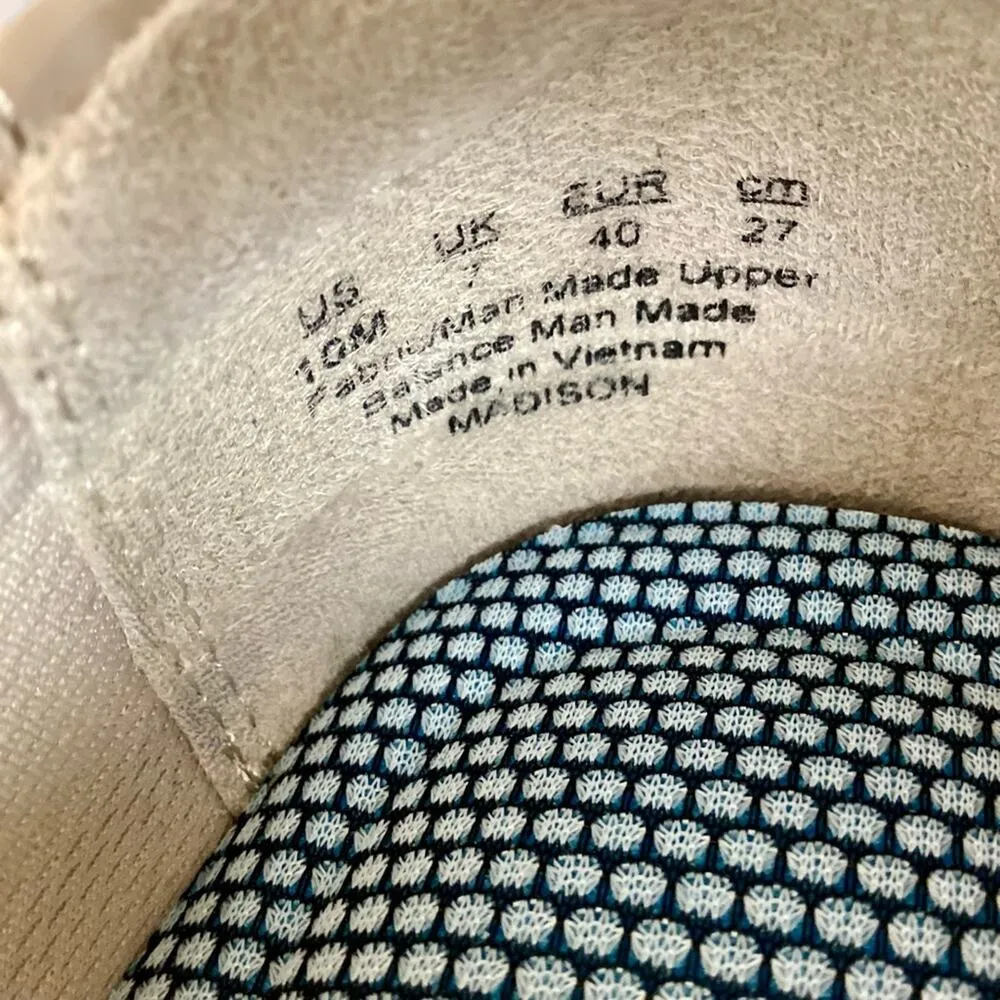 US UK EUR cm
10M 7 40 27
Fabric/Man Made Upper
Balance Man Made
Made in Vietnam
MADISON